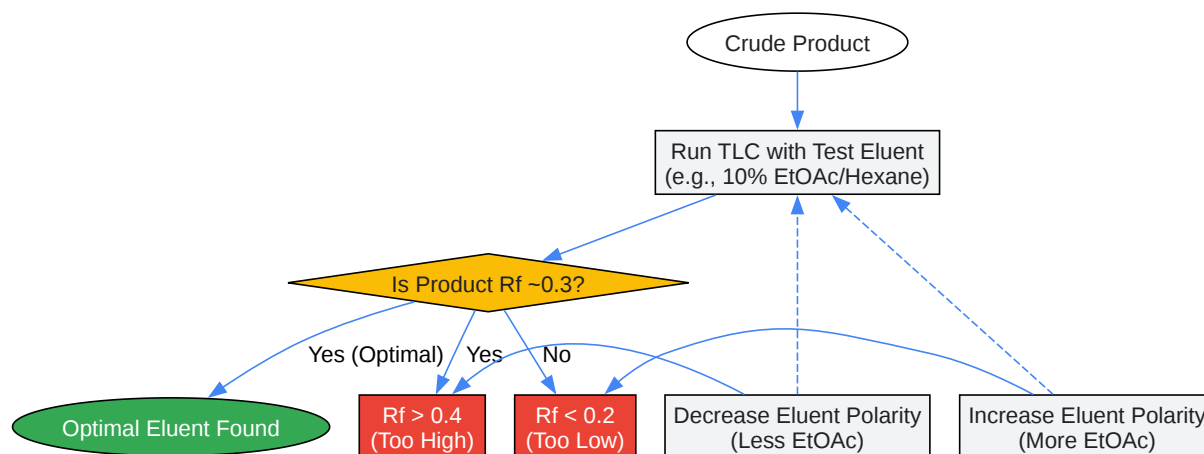 Crude Product
Run TLC with Test Eluent
(e.g., 10% EtOAc/Hexane)
Is Product Rf ~0.3?
Yes (Optimal)
Yes
No
Optimal Eluent Found
Rf > 0.4
(Too High)
Rf < 0.2
(Too Low)
Decrease Eluent Polarity
(Less EtOAc)
Increase Eluent Polarity
(More EtOAc)